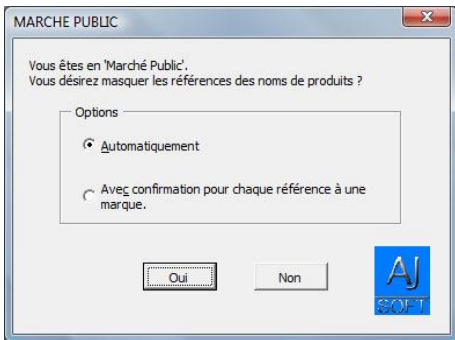 MARCHE PUBLIC
Vous êtes en 'Marché Public'.
Vous désirez masquer les références des noms de produits ?
Options
Automatiquement
Avec confirmation pour chaque référence à une
marque.
Oui
Non
AJ
SOFT